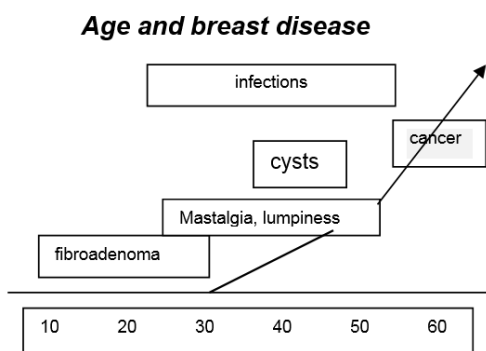 Age and breast disease
infections
cancer
cysts
Mastalgia, lumpiness
fibroadenoma
10 20 30 40 50 60